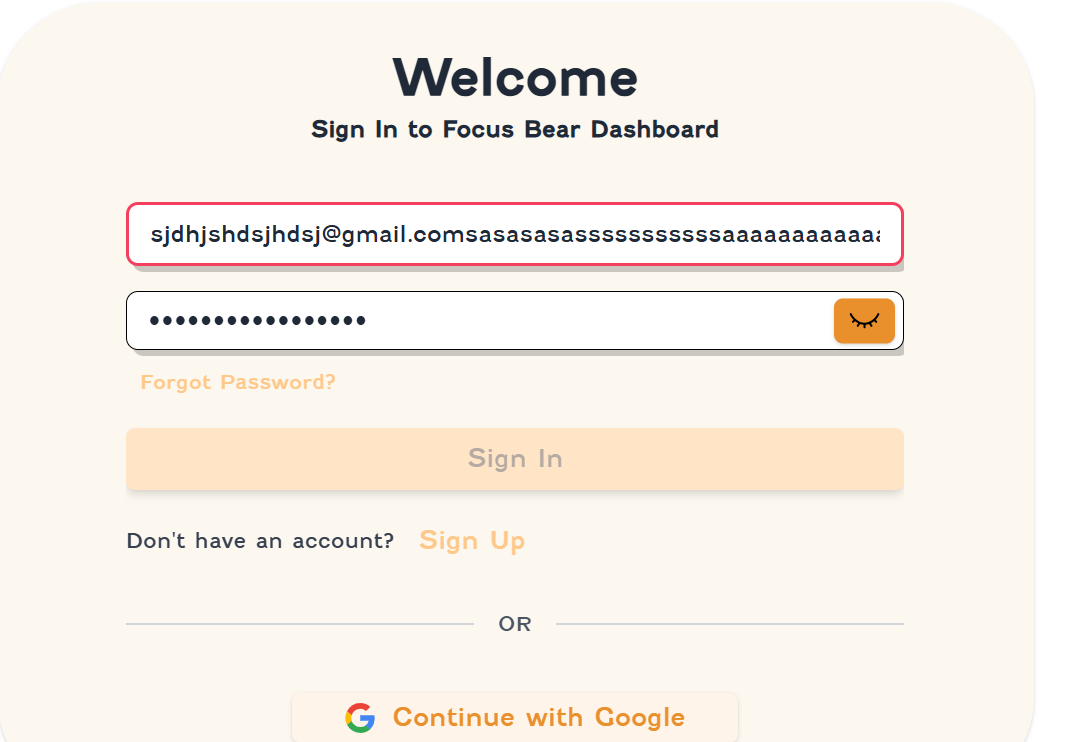 Welcome
Sign In to Focus Bear Dashboard
sjdhjshdsjhdsj@gmail.comsasasasassssssssssssaaaaaaaaaaaa
•••••••••••••••••
Forgot Password?
Sign In
Don't have an account? Sign Up
OR
Continue with Google